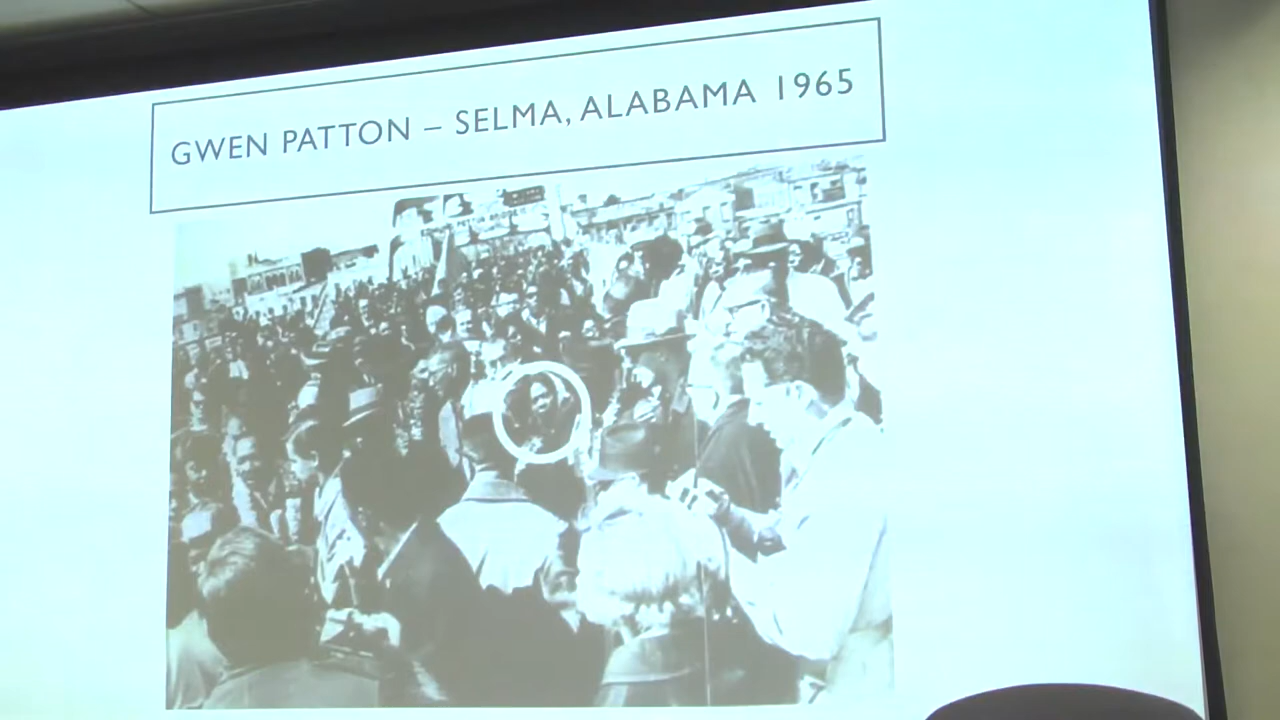 GWEN PATTON – SELMA, ALABAMA 1965